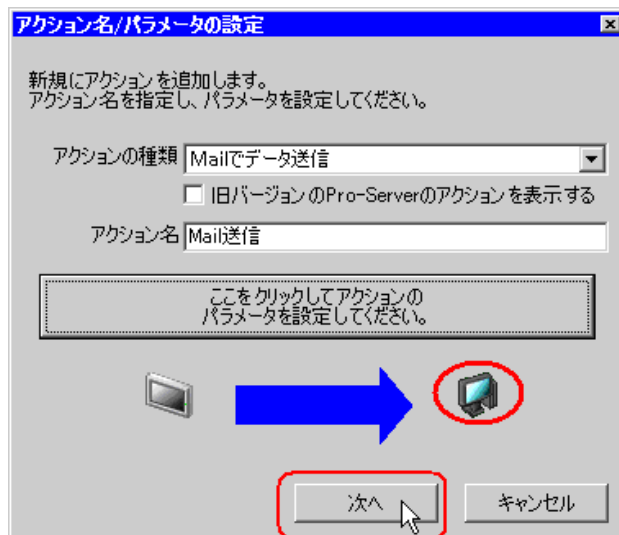 アクション名/パラメータの設定
新規にアクションを追加します。
アクション名を指定し、パラメータを設定してください。
アクションの種類 Mailでデータ送信
旧バージョンのPro-Serverのアクションを表示する
アクション名 Mail送信
ここをクリックしてアクションの
パラメータを設定してください。
次へ キャンセル